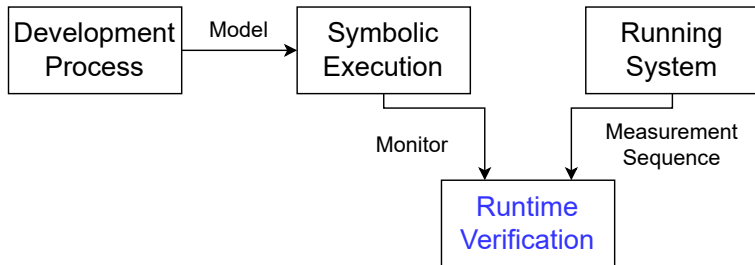 Development
Process
Model
Symbolic
Execution
Running
System
Monitor
Measurement
Sequence
Runtime
Verification